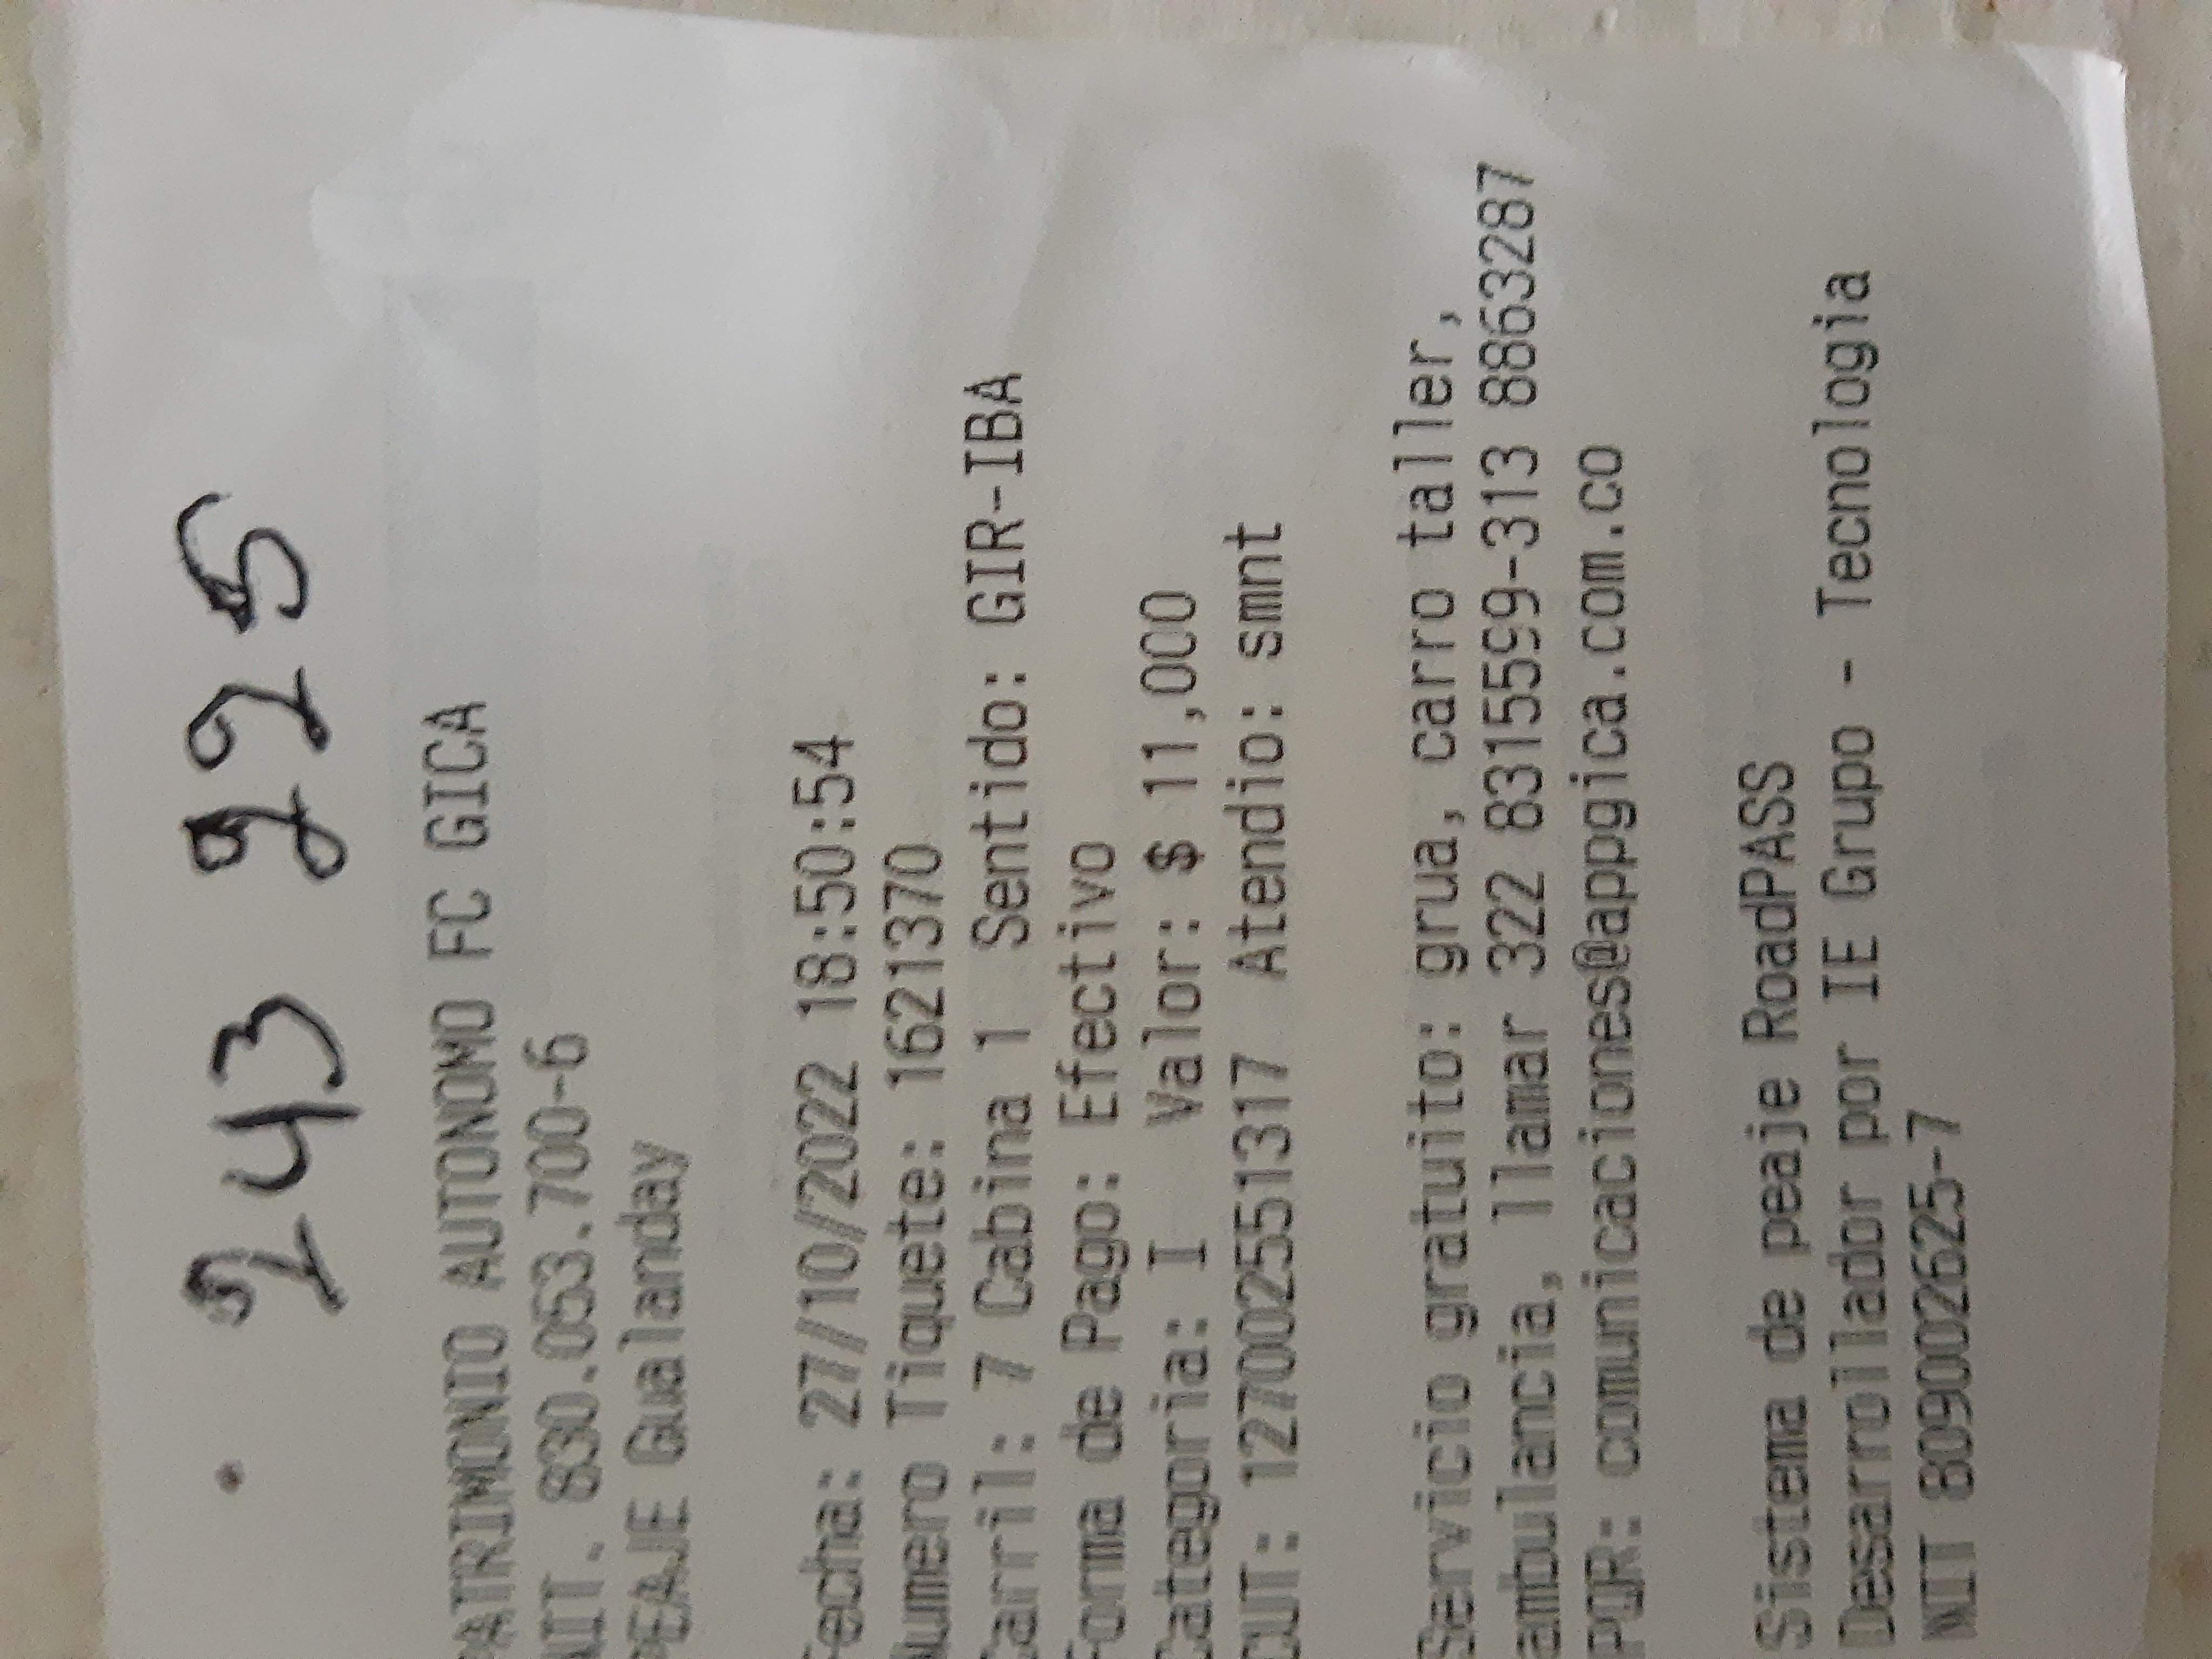 243 225
PATRIMONIO AUTONOMO FC GICA
NIT. 830.053.700-6
PEAJE Gualanday
Fecha: 27/10/2022 18:50:54
Numero Tiquete: 1621370
Carril: 7 Cabina 1 Sentido: GIR-IBA
Forma de Pago: Efectivo
Categoria: I Valor: $ 11,000
CUT: 1270025551317 Atendio: smnt
Servicio gratuito: grua, carro taller,
ambulancia, llamar 322 8315599-313 8863287
PQR: comunicaciones@appgica.com.co
Sistema de peaje RoadPASS
Desarrollador por IE Grupo - Tecnologia
NIT 809002625-7